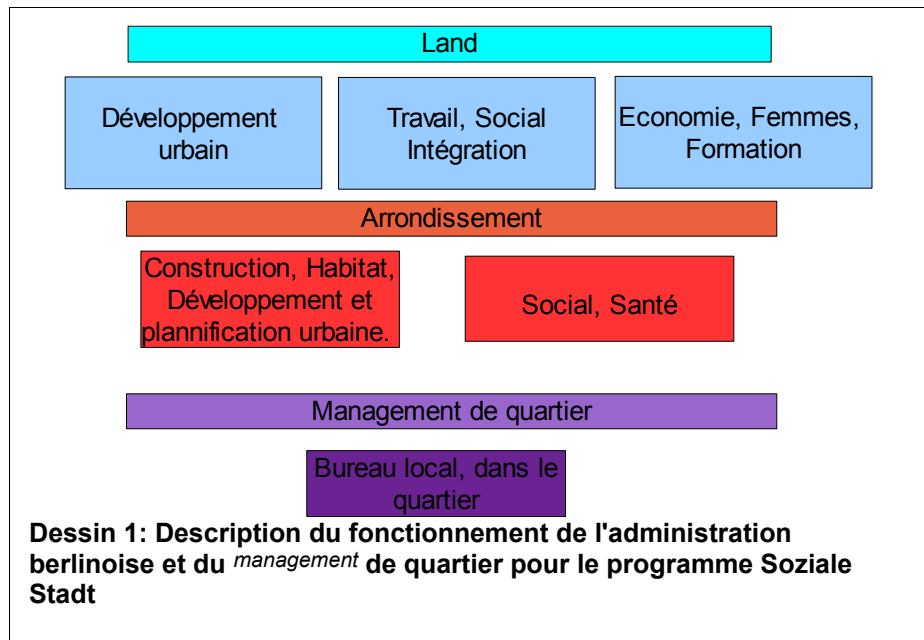 Land
Développement
urbain
Travail, Social
Intégration
Economie, Femmes,
Formation
Arrondissement
Construction, Habitat,
Développement et
plannification urbaine.
Social, Santé
Management de quartier
Bureau local, dans le
quartier
Dessin 1: Description du fonctionnement de l'administration
berlinoise et du management de quartier pour le programme Soziale
Stadt